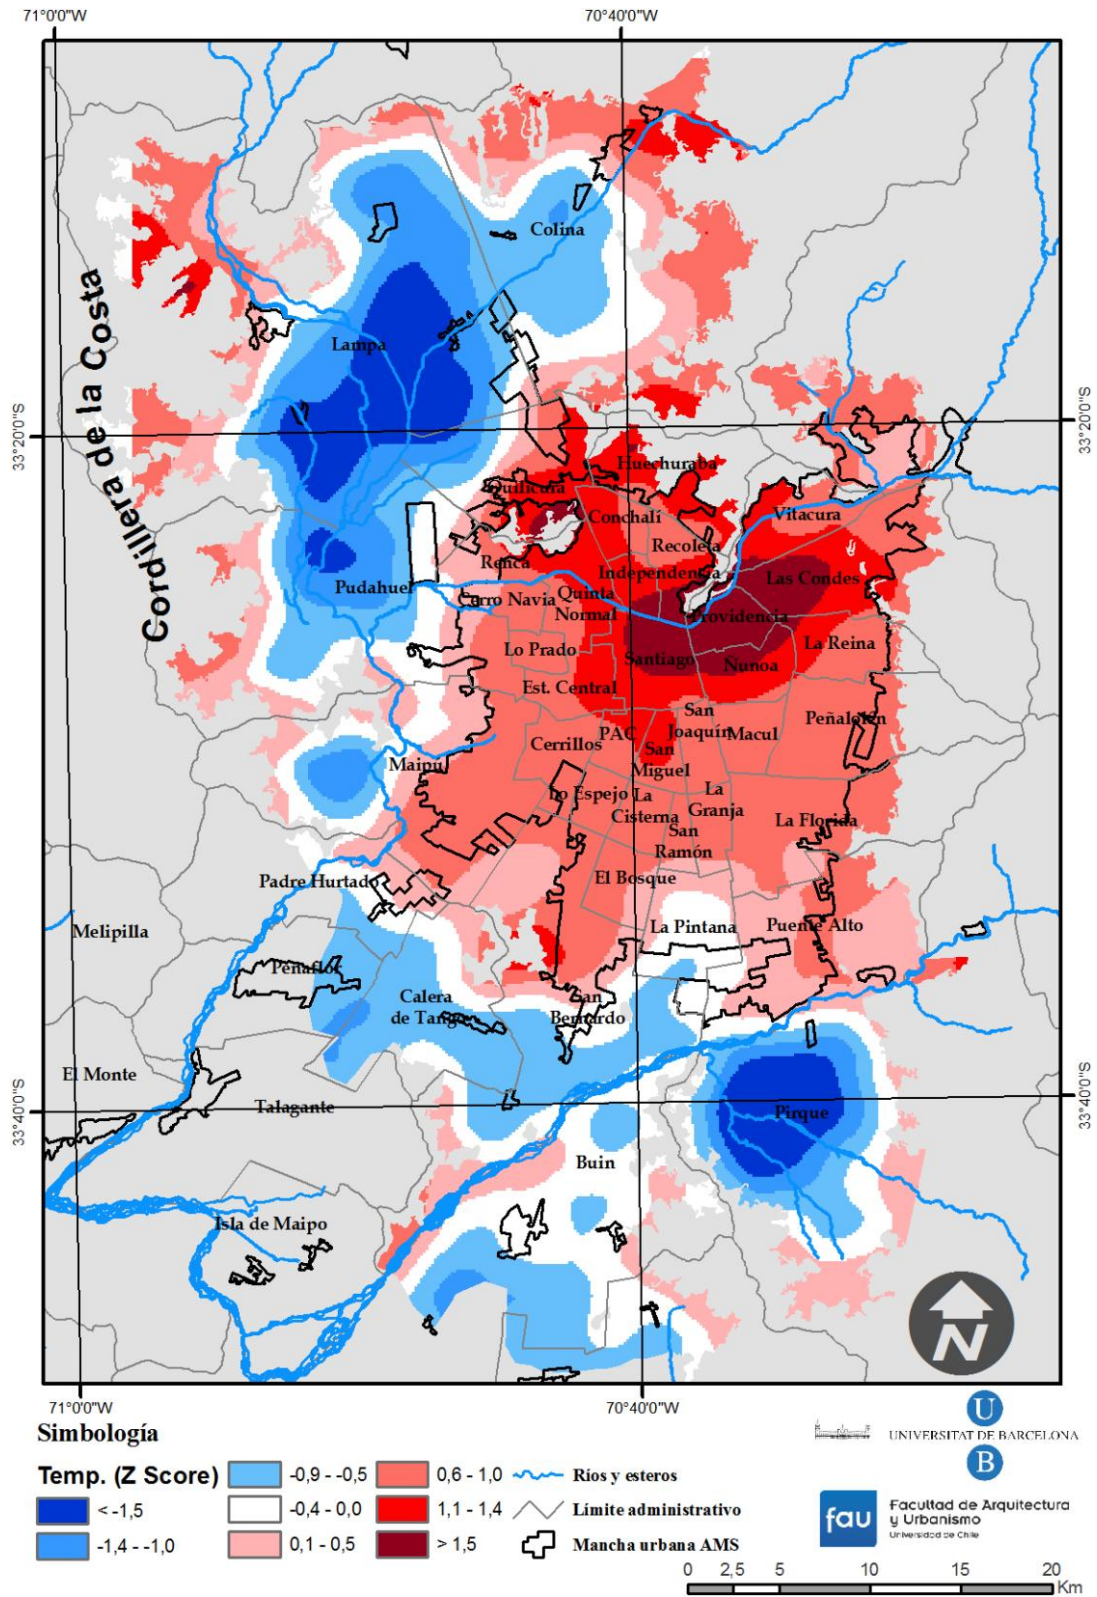 71°0'0"W
70°40'0"W
Colina
Cordillera de la Costa
Lampa
33°20'0"S
33°20'0"S
Huechuraba
Quilicura
Conchalí
Vitacura
Recoleta
Renca
Independencia
Las Condes
Pudahuel
Cerro Navia
Quinta
Normal
Providencia
Lo Prado
Santiago
Nunoa
La Reina
Est. Central
San
Joaquín
Macul
Peñalolén
Cerrillos
PAC
San
Miguel
Maipú
Lo Espejo
La
Cisterna
La
Granja
San
Ramón
La Florida
Padre Hurtado
El Bosque
Melipilla
La Pintana
Puente Alto
Peñaflor
Calera
de Tango
San
Bernardo
El Monte
Talagante
33°40'0"S
33°40'0"S
Pirque
Buin
Isla de Maipo
N
71°0'0"W
70°40'0"W
Simbología
Temp. (Z Score)
< -1,5
-1,4 - -1,0
-0,9 - -0,5
-0,4 - 0,0
0,1 - 0,5
0,6 - 1,0
1,1 - 1,4
> 1,5
Ríos y esteros
Límite administrativo
Mancha urbana AMS
U
UNIVERSITAT DE BARCELONA
B
fau
Facultad de Arquitectura
y Urbanismo
Universidad de Chile
0 2,5 5 10 15 20
Km